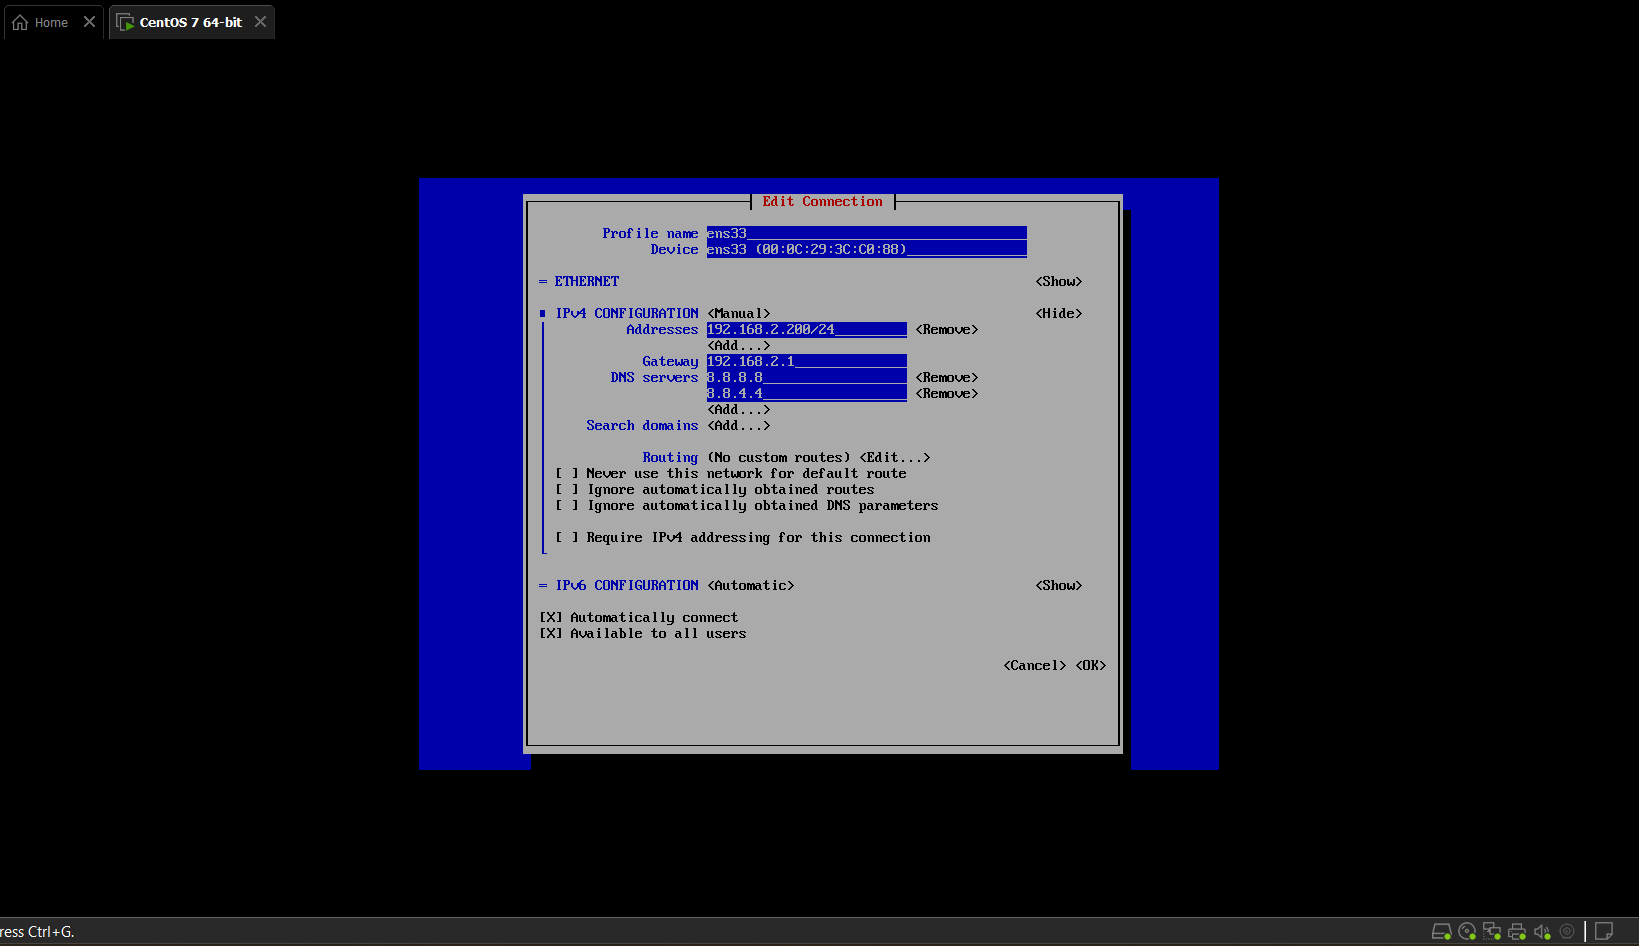 Home
CentOS 7 64-bit
Edit Connection
Profile name ens33
Device ens33 (00:0C:29:3C:C0:88)
= ETHERNET <Show>
IPv4 CONFIGURATION <Manual> <Hide>
Addresses 192.168.2.200/24 <Remove>
<Add...>
Gateway 192.168.2.1
DNS servers 8.8.8.8 <Remove>
8.8.4.4 <Remove>
<Add...>
Search domains <Add...>
Routing (No custom routes) <Edit...>
[ ] Never use this network for default route
[ ] Ignore automatically obtained routes
[ ] Ignore automatically obtained DNS parameters
[ ] Require IPv4 addressing for this connection
= IPv6 CONFIGURATION <Automatic> <Show>
[X] Automatically connect
[X] Available to all users
<Cancel> <OK>
ress Ctrl+G.